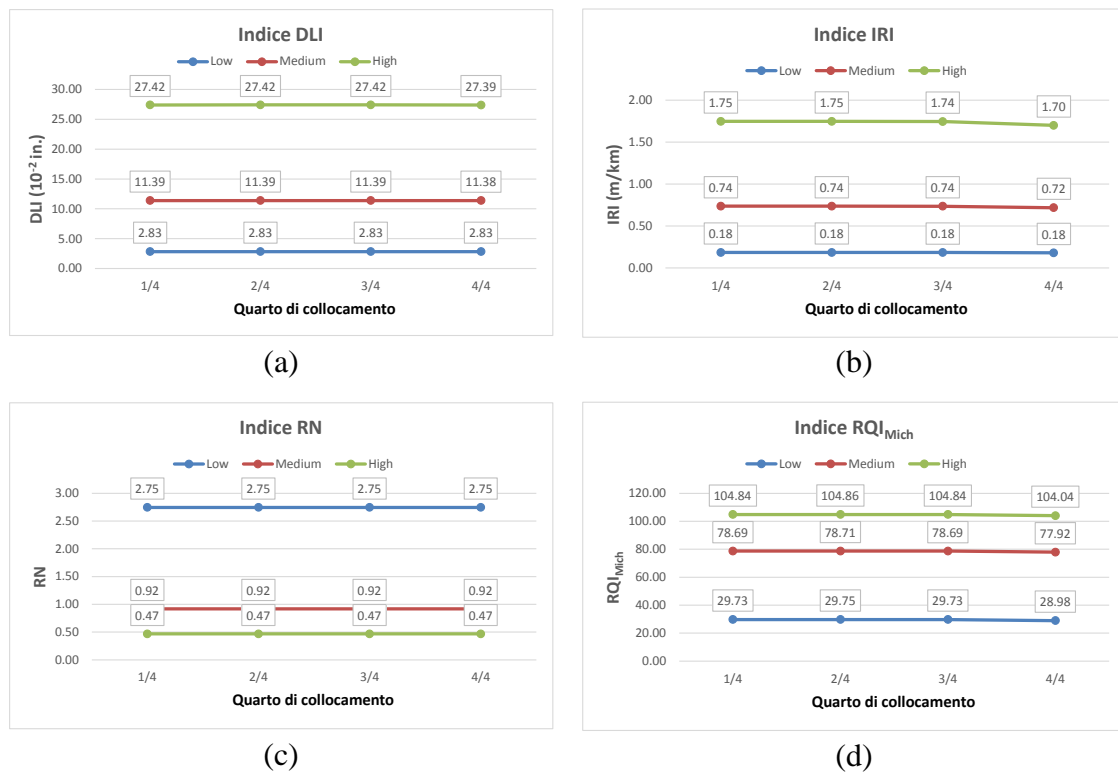 Indice DLI
Low Medium High
27.42 27.42 27.42 27.39
11.39 11.39 11.39 11.38
2.83 2.83 2.83 2.83
30.00
25.00
20.00
15.00
10.00
5.00
0.00
DLI (10-2 in.)
1/4 2/4 3/4 4/4
Quarto di collocamento
(a)
Indice IRI
Low Medium High
1.75 1.75 1.74 1.70
0.74 0.74 0.74 0.72
0.18 0.18 0.18 0.18
2.00
1.50
1.00
0.50
0.00
IRI (m/km)
1/4 2/4 3/4 4/4
Quarto di collocamento
(b)
Indice RN
Low Medium High
2.75 2.75 2.75 2.75
0.92 0.92 0.92 0.92
0.47 0.47 0.47 0.47
3.00
2.50
2.00
1.50
1.00
0.50
0.00
RN
1/4 2/4 3/4 4/4
Quarto di collocamento
(c)
Indice RQIMich
Low Medium High
104.84 104.86 104.84 104.04
78.69 78.71 78.69 77.92
29.73 29.75 29.73 28.98
120.00
100.00
80.00
60.00
40.00
20.00
0.00
RQIMich
1/4 2/4 3/4 4/4
Quarto di collocamento
(d)